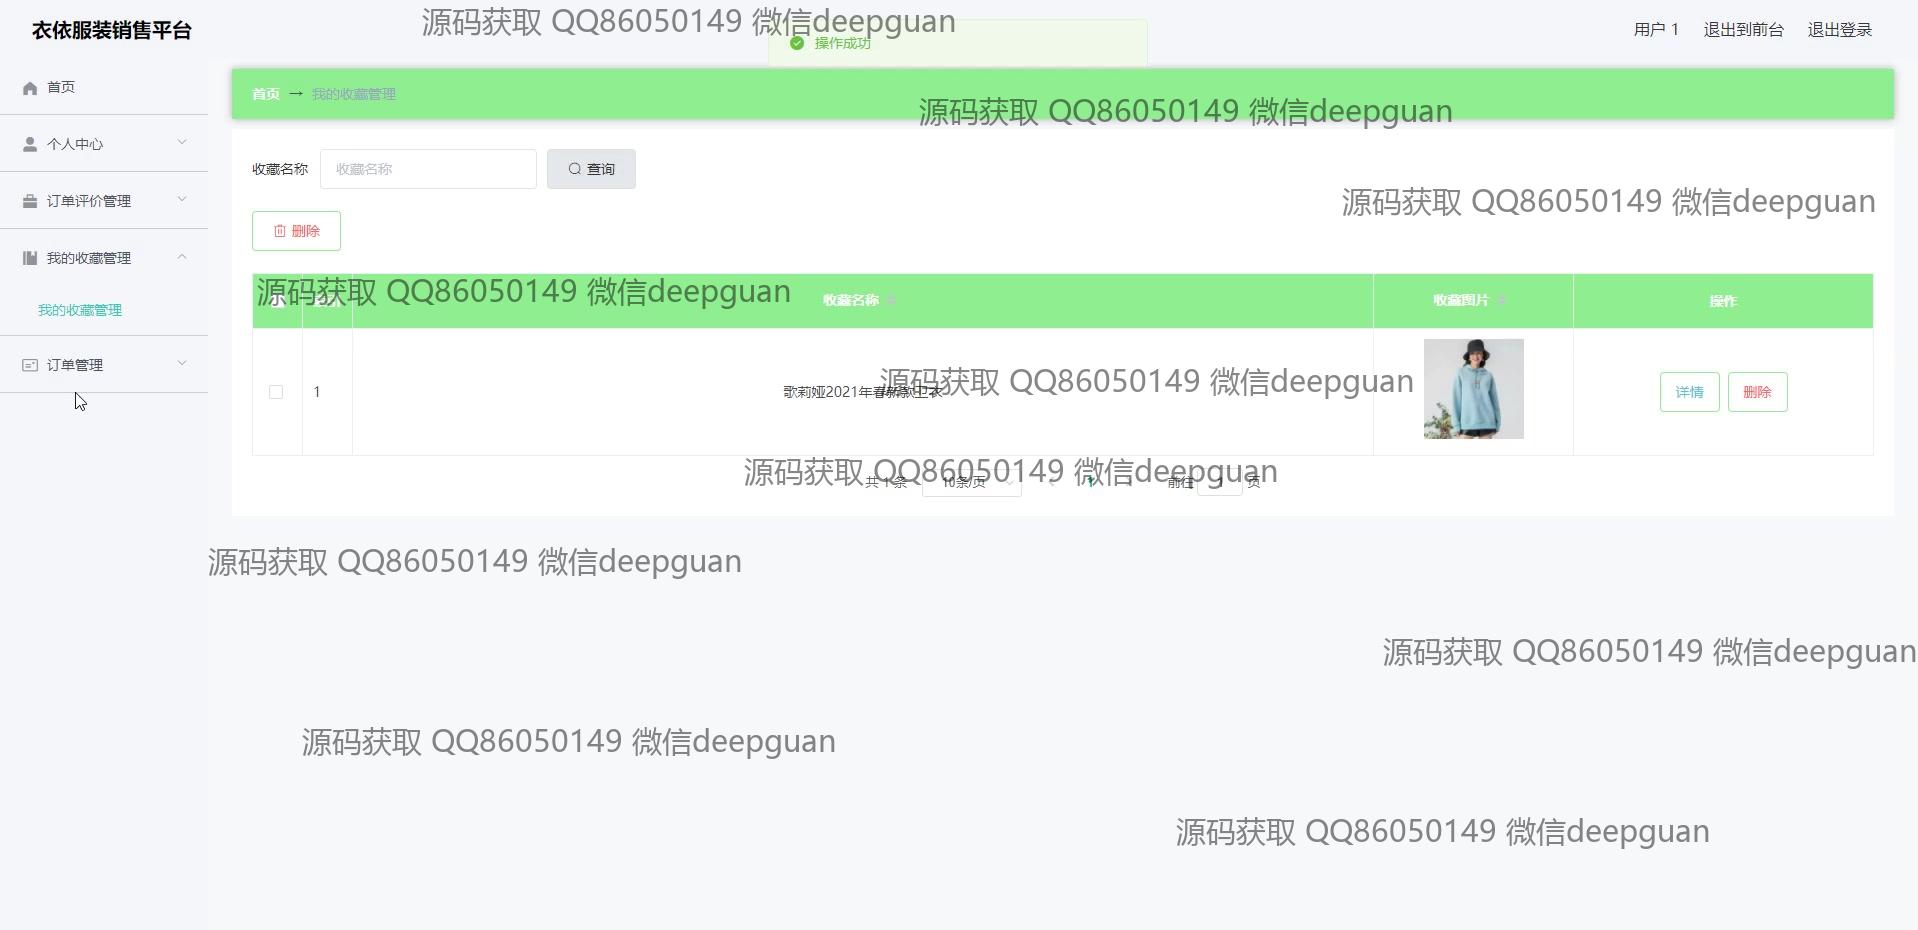 衣依服装销售平台
源码获取 QQ86050149 微信deepguan
操作成功
用户 1 退出到前台 退出登录
首页
首页 → 我的收藏管理
源码获取 QQ86050149 微信deepguan
个人中心
收藏名称 收藏名称 查询
订单评价管理
源码获取 QQ86050149 微信deepguan
删除
我的收藏管理
我的收藏管理
源码获取 QQ86050149 微信deepguan
收藏名称 收藏图片 操作
订单管理
1 歌莉娅2021年春新款卫衣 详情 删除
源码获取 QQ86050149 微信deepguan
源码获取 QQ86050149 微信deepguan
共 1 条 10条/页 1 前往 1 页
源码获取 QQ86050149 微信deepguan
源码获取 QQ86050149 微信deepguan
源码获取 QQ86050149 微信deepguan
源码获取 QQ86050149 微信deepguan